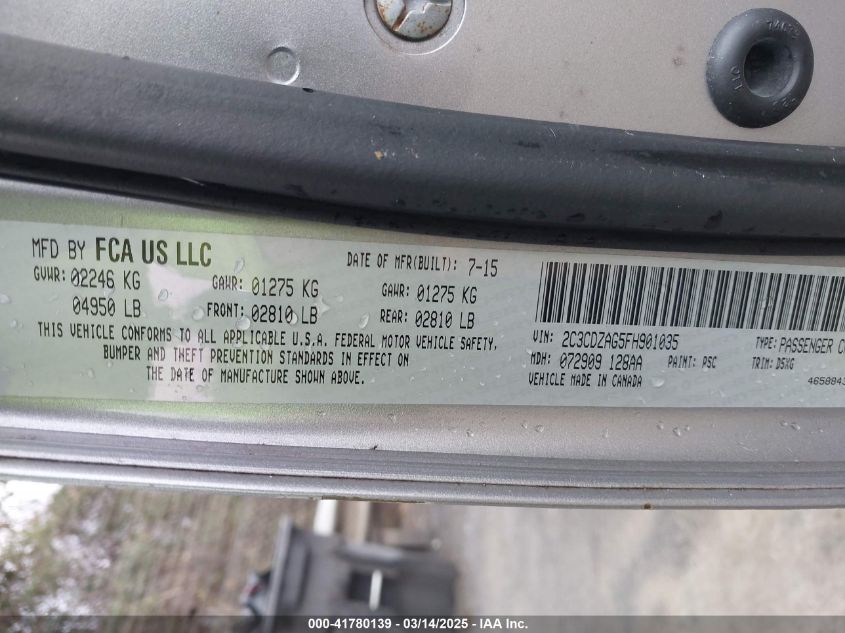 MFD BY FCA US LLC
DATE OF MFR(BUILT): 7-15
GVWR: 02246 KG GAWR: 01275 KG GAWR: 01275 KG
04950 LB FRONT: 02810 LB REAR: 02810 LB
THIS VEHICLE CONFORMS TO ALL APPLICABLE U.S.A. FEDERAL MOTOR VEHICLE SAFETY,
BUMPER AND THEFT PREVENTION STANDARDS IN EFFECT ON
THE DATE OF MANUFACTURE SHOWN ABOVE.
VIN: 2C3CDZAG5FH901035 TYPE: PASSENGER
MDH: 072909 128AA PAINT: PSC TRIM: D5XG
VEHICLE MADE IN CANADA
000-41780139 - 03/14/2025 - IAA Inc.